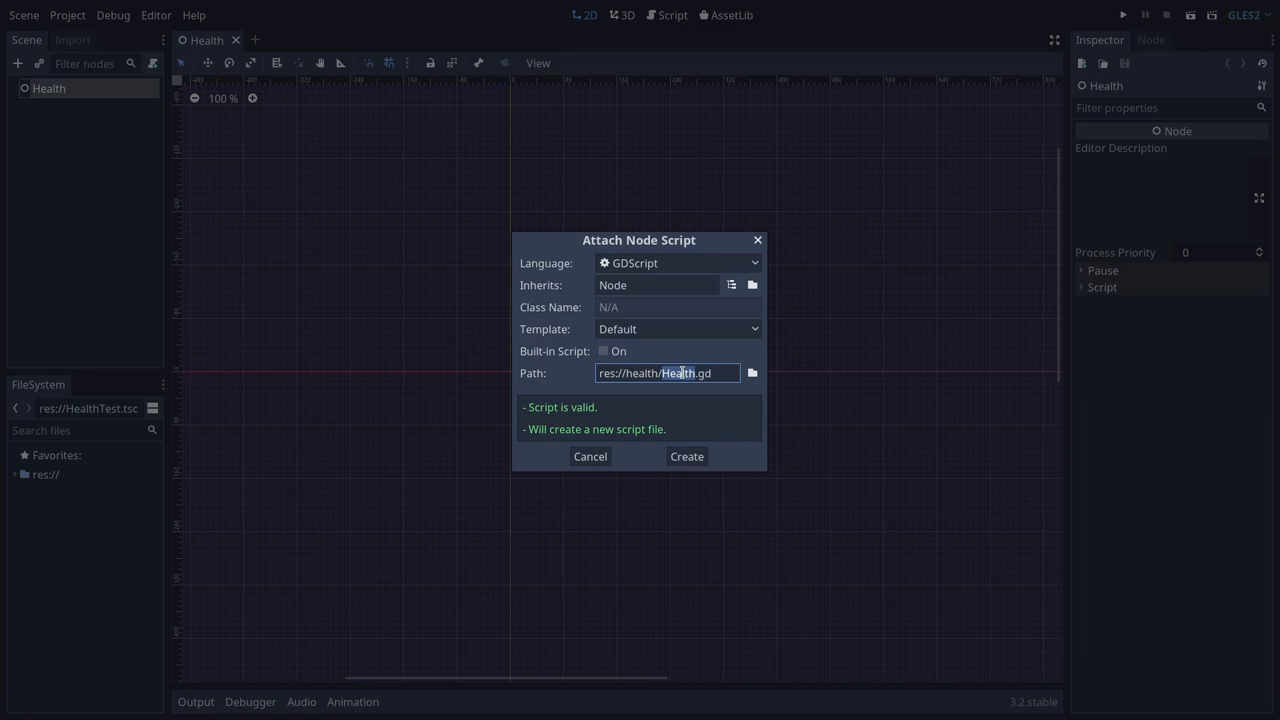 Scene Project Debug Editor Help
2D 3D Script AssetLib
GLES2
Scene Import
Filter nodes
Health
FileSystem
res://HealthTest.tsc
Search files
Favorites:
res://
Health
View
100 %
Attach Node Script
Language: GDScript
Inherits: Node
Class Name: N/A
Template: Default
Built-in Script: On
Path: res://health/Health.gd
- Script is valid.
- Will create a new script file.
Cancel Create
Output Debugger Audio Animation
3.2.stable
Inspector Node
Health
Filter properties
Node
Editor Description
Process Priority 0
Pause
Script